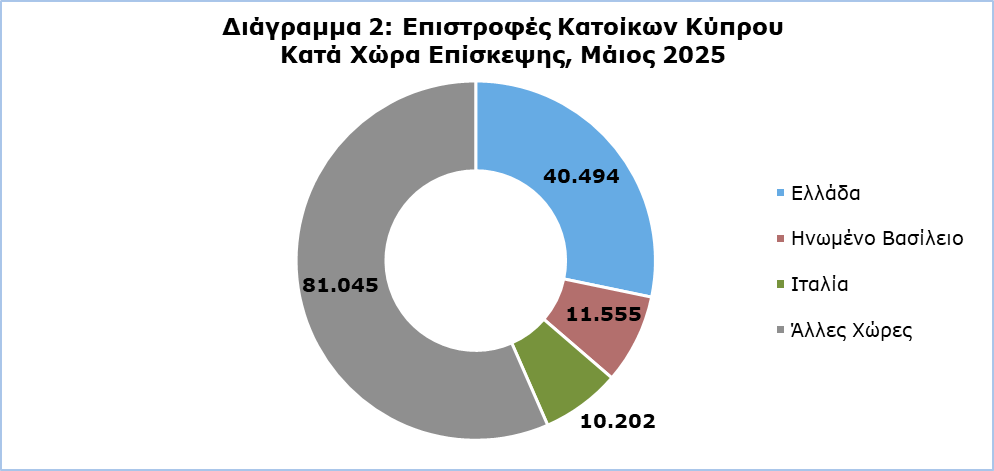 Διάγραμμα 2: Επιστροφές Κατοίκων Κύπρου
Κατά Χώρα Επίσκεψης, Μάιος 2025
40.494
11.555
10.202
81.045
Ελλάδα
Ηνωμένο Βασίλειο
Ιταλία
Άλλες Χώρες